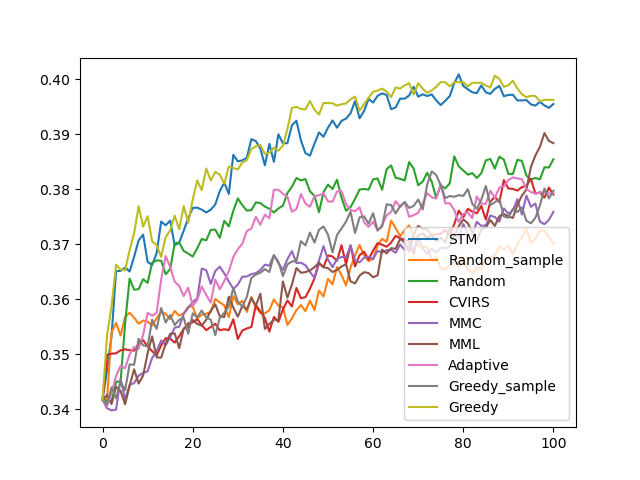 0.40
0.39
0.38
0.37
0.36
0.35
0.34
0
20
40
60
80
100
STM
Random_sample
Random
CVIRS
MMC
MML
Adaptive
Greedy_sample
Greedy